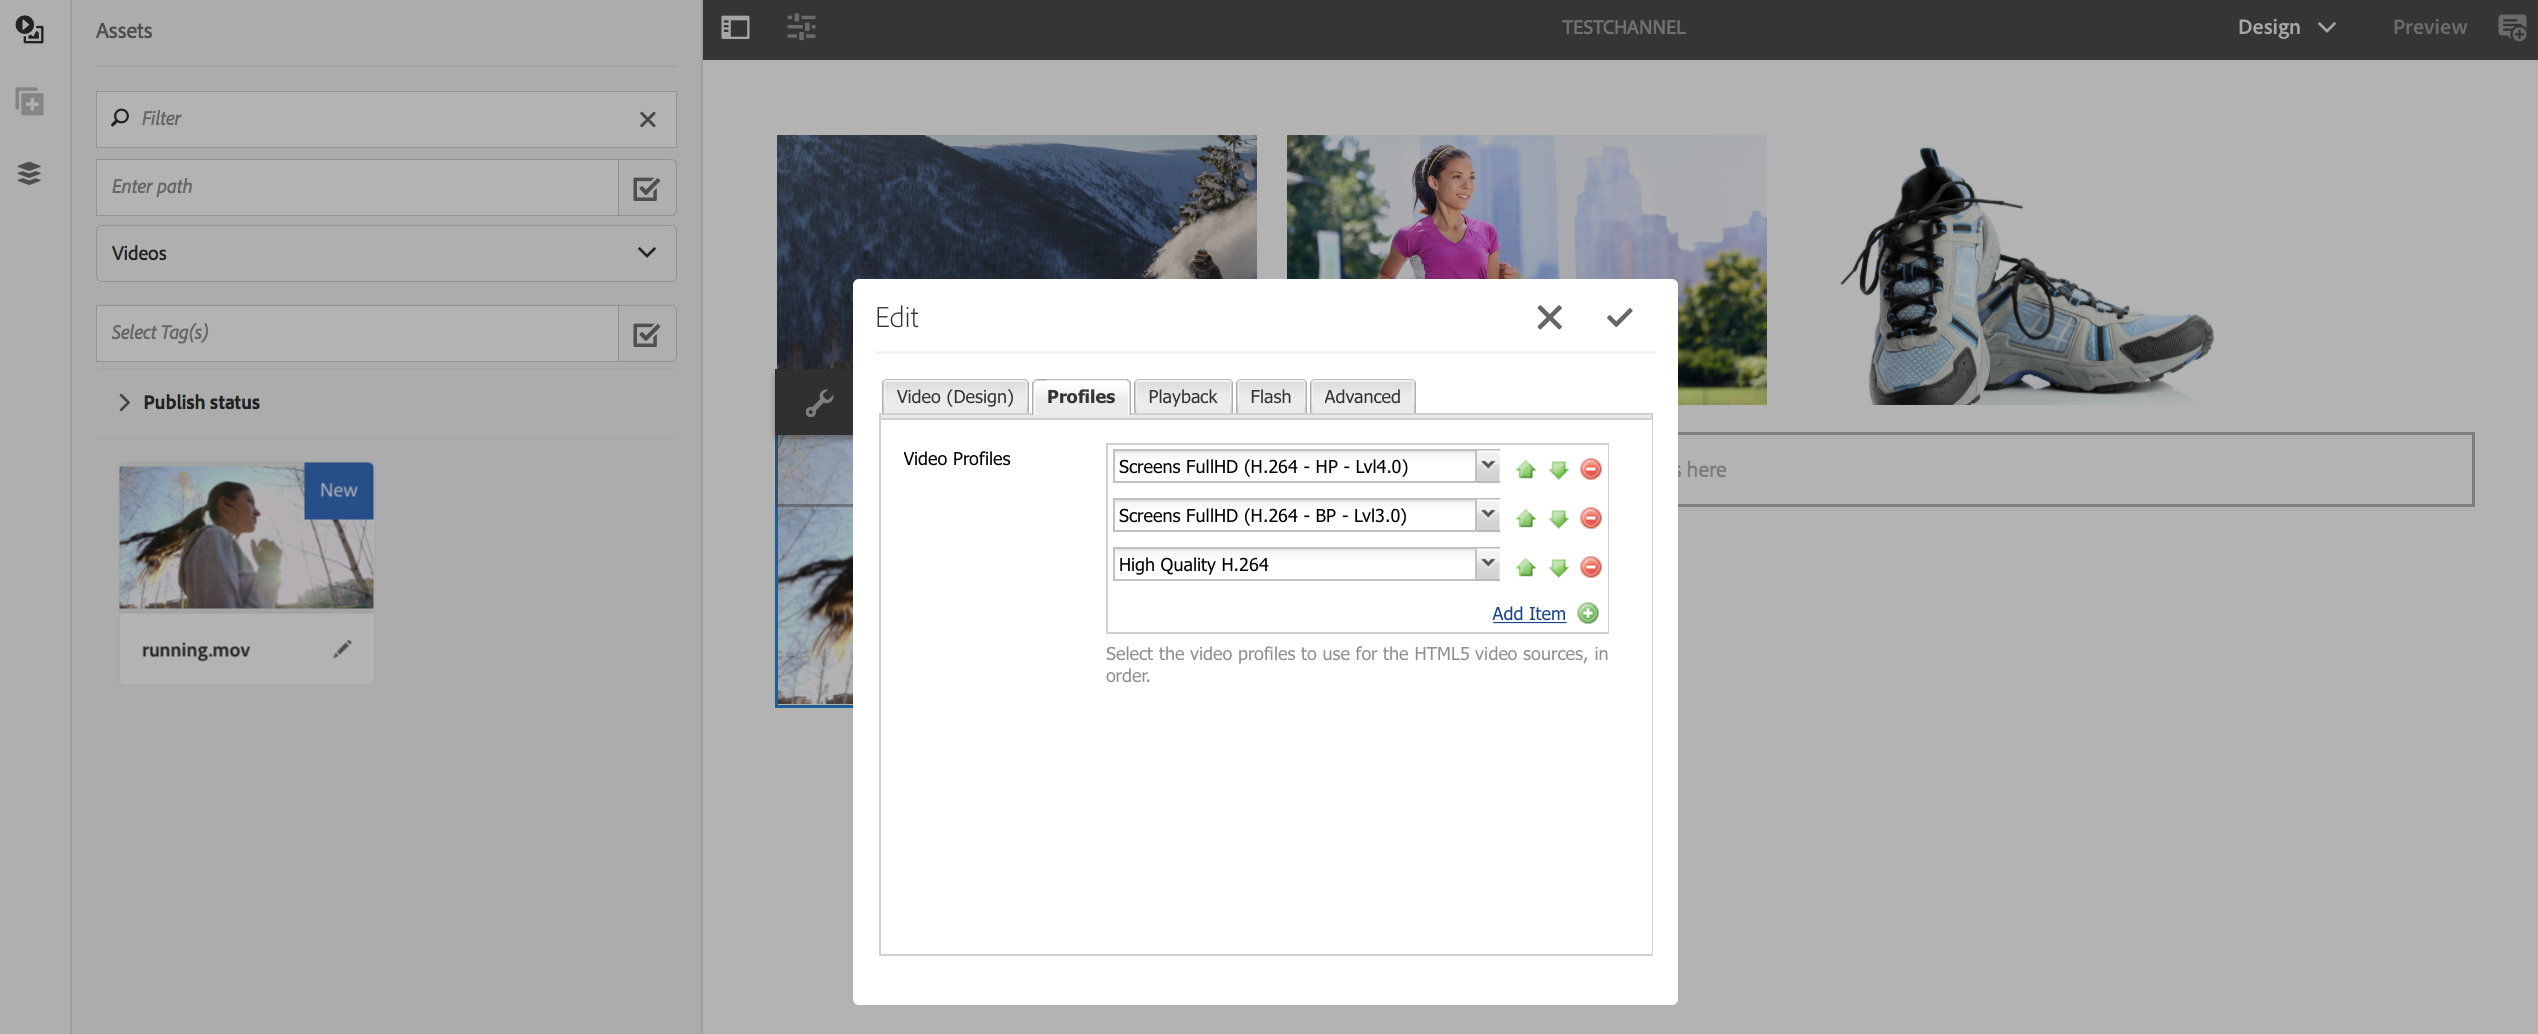 Assets
Filter
Enter path
Videos
Select Tag(s)
Publish status
New
running.mov
TESTCHANNEL
Design
Preview
here
Edit
Video (Design)
Profiles
Playback
Flash
Advanced
Video Profiles
Screens FullHD (H.264 - HP - Lvl4.0)
Screens FullHD (H.264 - BP - Lvl3.0)
High Quality H.264
Add Item
Select the video profiles to use for the HTML5 video sources, in
order.